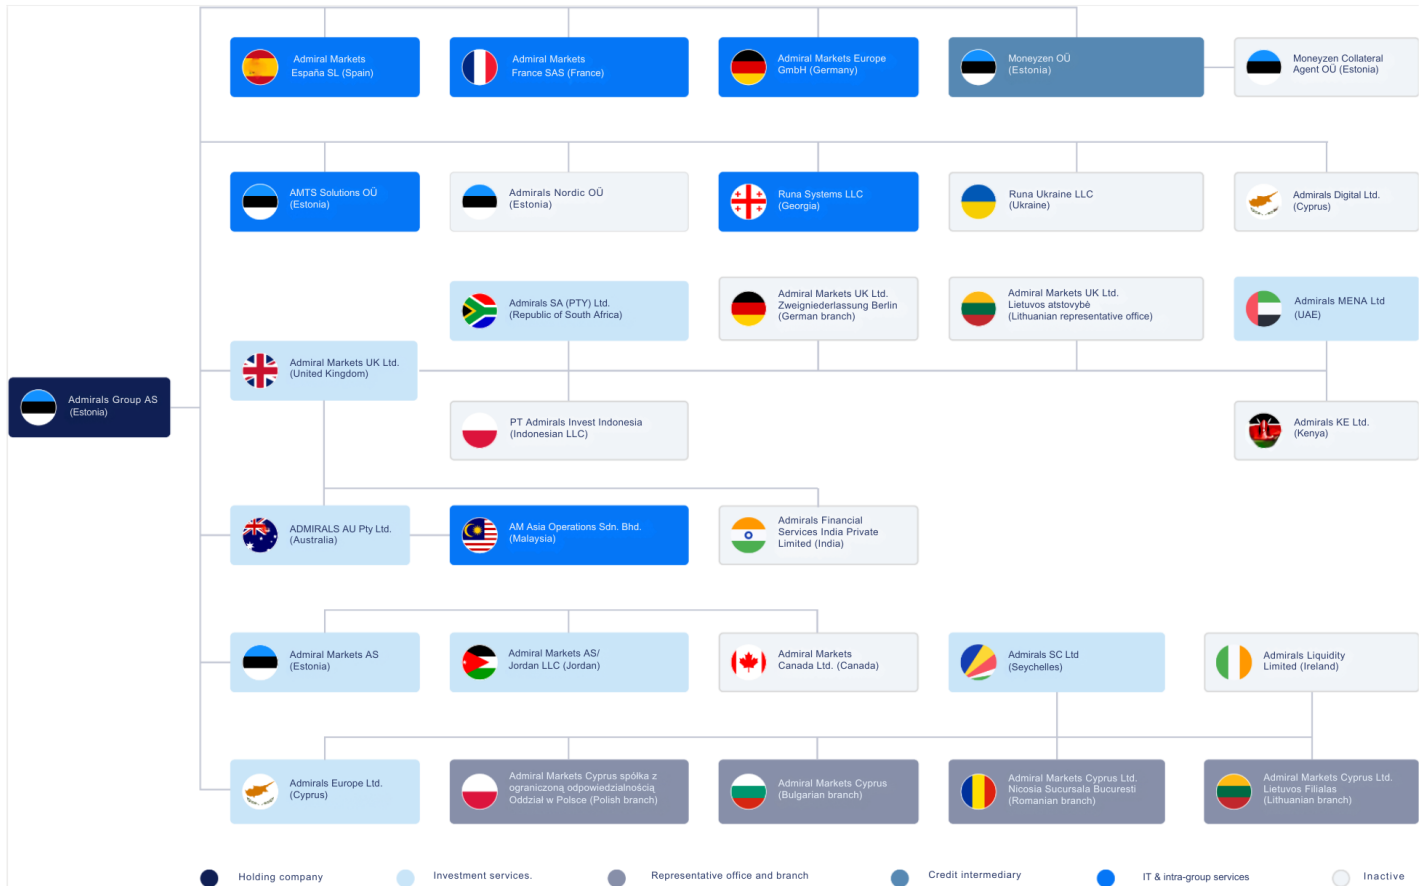 Admiral Markets
España SL (Spain)
Admiral Markets
France SAS (France)
Admiral Markets Europe
GmbH (Germany)
Moneyzen OÜ
(Estonia)
Moneyzen Collateral
Agent OÜ (Estonia)
AMTS Solutions OÜ
(Estonia)
Admirals Nordic OÜ
(Estonia)
Runa Systems LLC
(Georgia)
Runa Ukraine LLC
(Ukraine)
Admirals Digital Ltd.
(Cyprus)
Admirals SA (PTY) Ltd.
(Republic of South Africa)
Admiral Markets UK Ltd.
Zweigniederlassung Berlin
(German branch)
Admiral Markets UK Ltd.
Lietuvos atstovybė
(Lithuanian representative office)
Admirals MENA Ltd
(UAE)
Admiral Markets UK Ltd.
(United Kingdom)
Admirals Group AS
(Estonia)
PT Admirals Invest Indonesia
(Indonesian LLC)
Admirals KE Ltd.
(Kenya)
ADMIRALS AU Pty Ltd.
(Australia)
AM Asia Operations Sdn. Bhd.
(Malaysia)
Admirals Financial
Services India Private
Limited (India)
Admiral Markets AS
(Estonia)
Admiral Markets AS/
Jordan LLC (Jordan)
Admiral Markets
Canada Ltd. (Canada)
Admirals SC Ltd
(Seychelles)
Admirals Liquidity
Limited (Ireland)
Admirals Europe Ltd.
(Cyprus)
Admiral Markets Cyprus spółka z
ograniczoną odpowiedzialnością
Oddział w Polsce (Polish branch)
Admiral Markets Cyprus
(Bulgarian branch)
Admiral Markets Cyprus Ltd.
Nicosia Sucursala Bucuresti
(Romanian branch)
Admiral Markets Cyprus Ltd.
Lietuvos Filialas
(Lithuanian branch)
Holding company
Investment services.
Representative office and branch
Credit intermediary
IT & intra-group services
Inactive